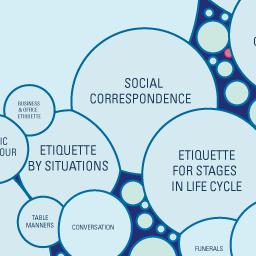 SOCIAL
CORRESPONDENCE
BUSINESS
& OFFICE
ETIQUETTE
IC
OUR
ETIQUETTE
BY SITUATIONS
ETIQUETTE
FOR STAGES
IN LIFE CYCLE
TABLE
MANNERS
CONVERSATION
FUNERALS